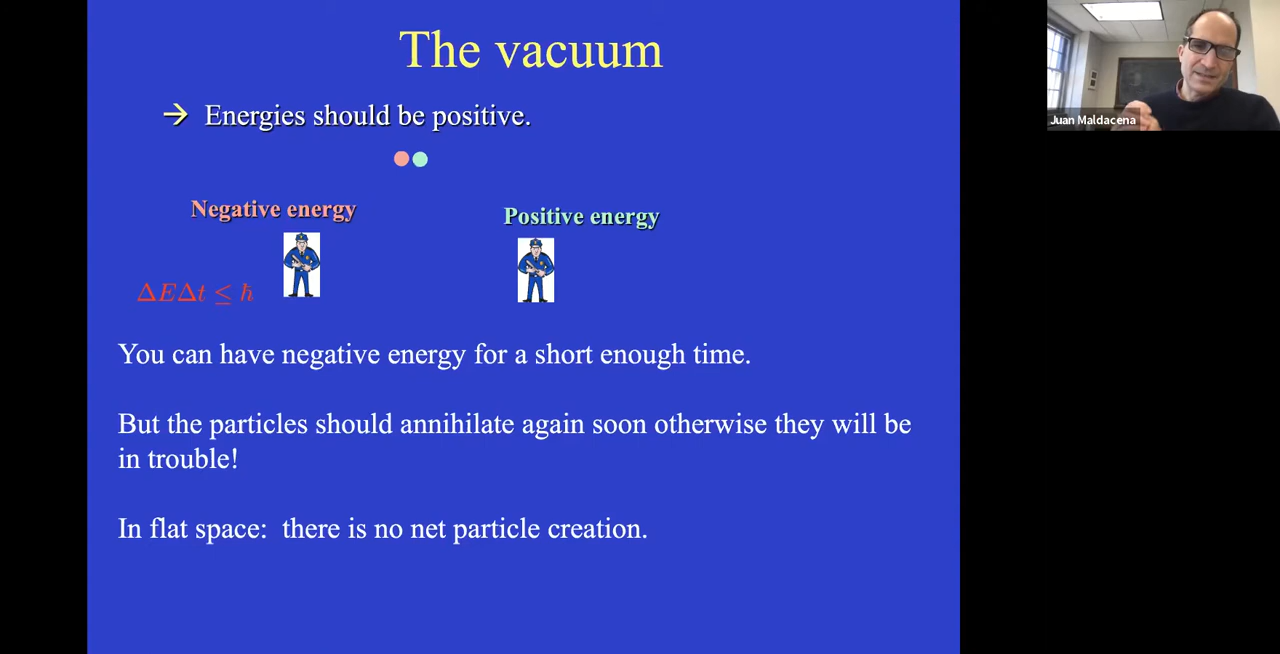 The vacuum
→ Energies should be positive.
Juan Maldacena
Negative energy
Positive energy
ΔEΔt ≤ ℏ
You can have negative energy for a short enough time.
But the particles should annihilate again soon otherwise they will be
in trouble!
In flat space:  there is no net particle creation.